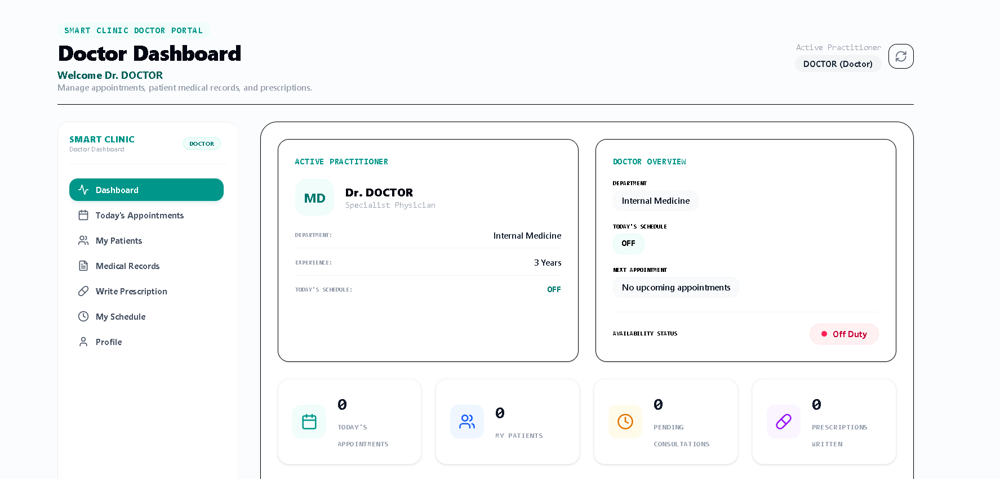 SMART CLINIC DOCTOR PORTAL
Doctor Dashboard
Welcome Dr. DOCTOR
Manage appointments, patient medical records, and prescriptions.
Active Practitioner
DOCTOR (Doctor)
SMART CLINIC
Doctor Dashboard
DOCTOR
Dashboard
Today's Appointments
My Patients
Medical Records
Write Prescription
My Schedule
Profile
ACTIVE PRACTITIONER
MD
Dr. DOCTOR
Specialist Physician
DEPARTMENT:
Internal Medicine
EXPERIENCE:
3 Years
TODAY'S SCHEDULE:
OFF
DOCTOR OVERVIEW
DEPARTMENT
Internal Medicine
TODAY'S SCHEDULE
OFF
NEXT APPOINTMENT
No upcoming appointments
AVAILABILITY STATUS
Off Duty
0
TODAY'S
APPOINTMENTS
0
MY PATIENTS
0
PENDING
CONSULTATIONS
0
PRESCRIPTIONS
WRITTEN